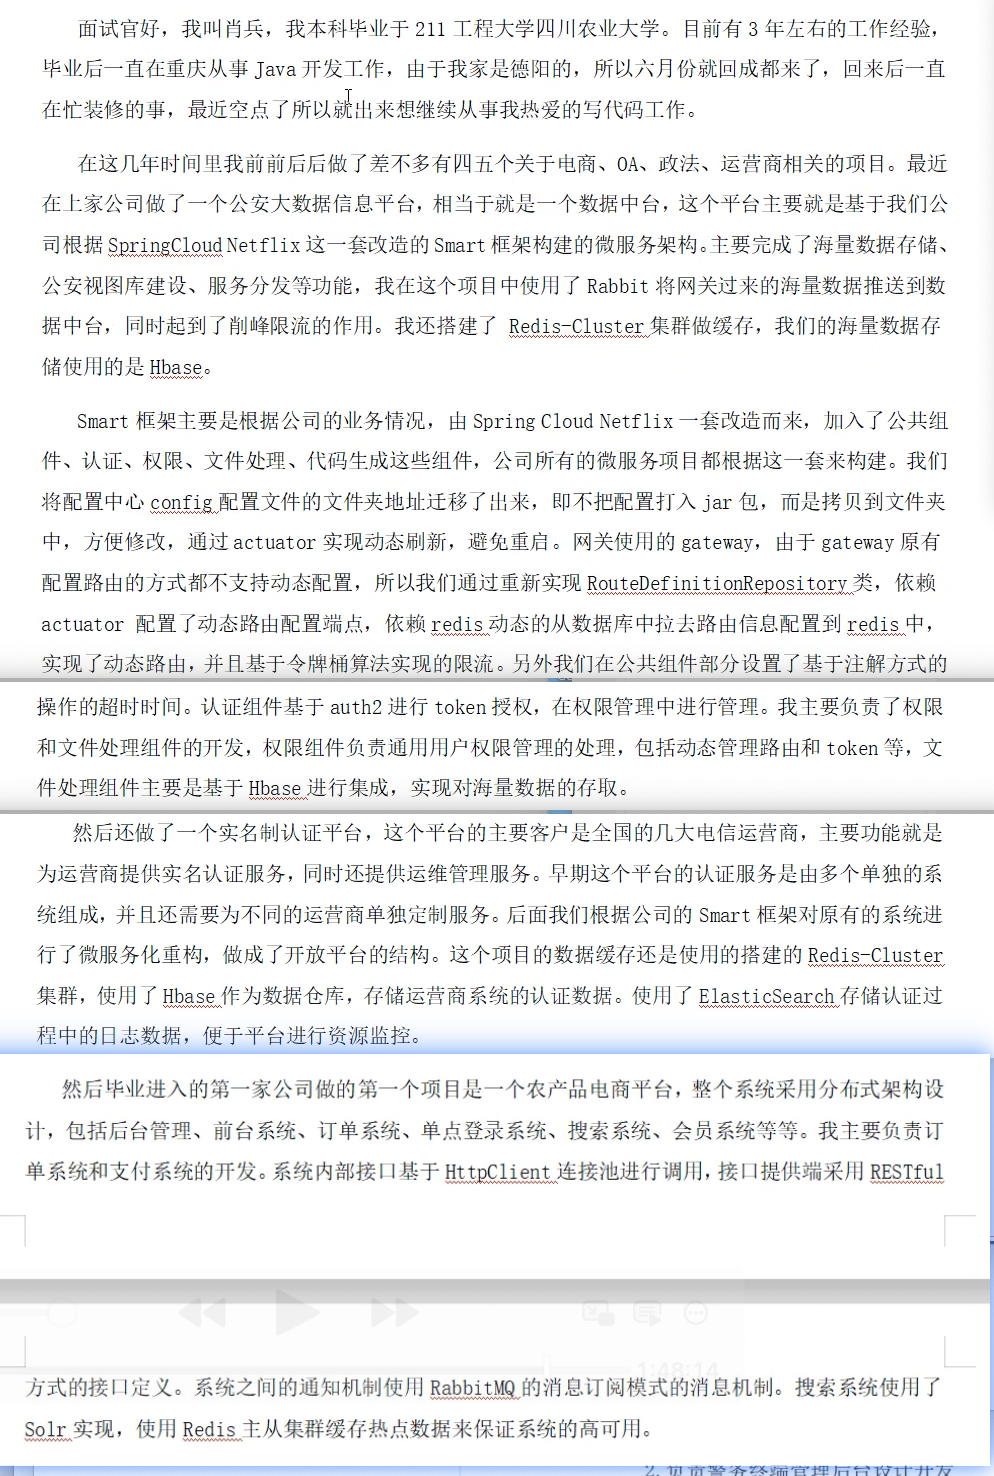 面试官好，我叫肖兵，我本科毕业于 211 工程大学四川农业大学。目前有 3 年左右的工作经验，
毕业后一直在重庆从事 Java 开发工作，由于我家是德阳的，所以六月份就回成都来了，回来后一直
在忙装修的事，最近空点了所以就出来想继续从事我热爱的写代码工作。
在这几年时间里我前前后后做了差不多有四五个关于电商、OA、政法、运营商相关的项目。最近
在上家公司做了一个公安大数据信息平台，相当于就是一个数据中台，这个平台主要就是基于我们公
司根据 SpringCloud Netflix 这一套改造的 Smart 框架构建的微服务架构。主要完成了海量数据存储、
公安视图库建设、服务分发等功能，我在这个项目中使用了 Rabbit 将网关过来的海量数据推送到数
据中台，同时起到了削峰限流的作用。我还搭建了 Redis-Cluster 集群做缓存，我们的海量数据存
储使用的是 Hbase。
Smart 框架主要是根据公司的业务情况，由 Spring Cloud Netflix 一套改造而来，加入了公共组
件、认证、权限、文件处理、代码生成这些组件，公司所有的微服务项目都根据这一套来构建。我们
将配置中心 config 配置文件的文件夹地址迁移了出来，即不把配置打入 jar 包，而是拷贝到文件夹
中，方便修改，通过 actuator 实现动态刷新，避免重启。网关使用的 gateway，由于 gateway 原有
配置路由的方式都不支持动态配置，所以我们通过重新实现 RouteDefinitionRepository 类，依赖
actuator 配置了动态路由配置端点，依赖 redis 动态的从数据库中拉去路由信息配置到 redis 中，
实现了动态路由，并且基于令牌桶算法实现的限流。另外我们在公共组件部分设置了基于注解方式的
操作的超时时间。认证组件基于 auth2 进行 token 授权，在权限管理中进行管理。我主要负责了权限
和文件处理组件的开发，权限组件负责通用用户权限管理的处理，包括动态管理路由和 token 等，文
件处理组件主要是基于 Hbase 进行集成，实现对海量数据的存取。
然后还做了一个实名制认证平台，这个平台的主要客户是全国的几大电信运营商，主要功能就是
为运营商提供实名认证服务，同时还提供运维管理服务。早期这个平台的认证服务是由多个单独的系
统组成，并且还需要为不同的运营商单独定制服务。后面我们根据公司的 Smart 框架对原有的系统进
行了微服务化重构，做成了开放平台的结构。这个项目的数据缓存还是使用的搭建的 Redis-Cluster
集群，使用了 Hbase 作为数据仓库，存储运营商系统的认证数据。使用了 ElasticSearch 存储认证过
程中的日志数据，便于平台进行资源监控。
然后毕业进入的第一家公司做的第一个项目是一个农产品电商平台，整个系统采用分布式架构设
计，包括后台管理、前台系统、订单系统、单点登录系统、搜索系统、会员系统等等。我主要负责订
单系统和支付系统的开发。系统内部接口基于 HttpClient 连接池进行调用，接口提供端采用 RESTful
1:48:14
方式的接口定义。系统之间的通知机制使用 RabbitMQ 的消息订阅模式的消息机制。搜索系统使用了
Solr 实现，使用 Redis 主从集群缓存热点数据来保证系统的高可用。
2. 负责警务终端管理后台设计开发